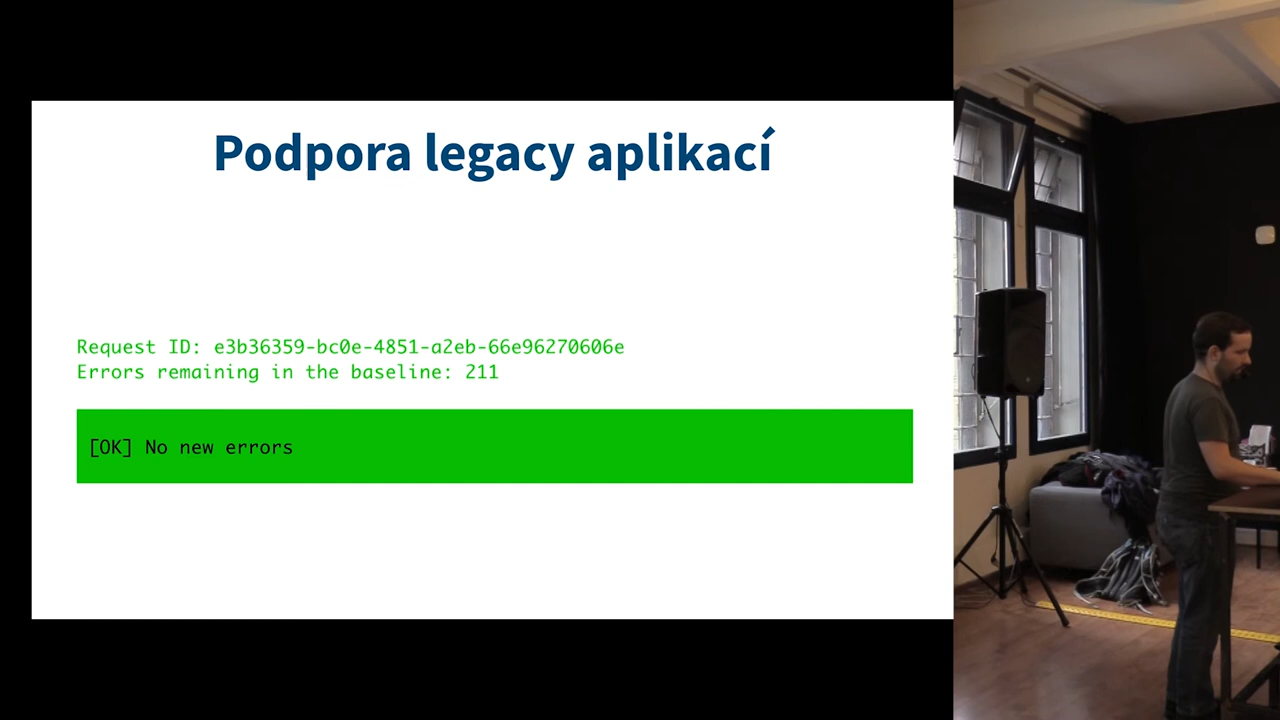 Podpora legacy aplikací
Request ID: e3b36359-bc0e-4851-a2eb-66e96270606e
Errors remaining in the baseline: 211
[OK] No new errors